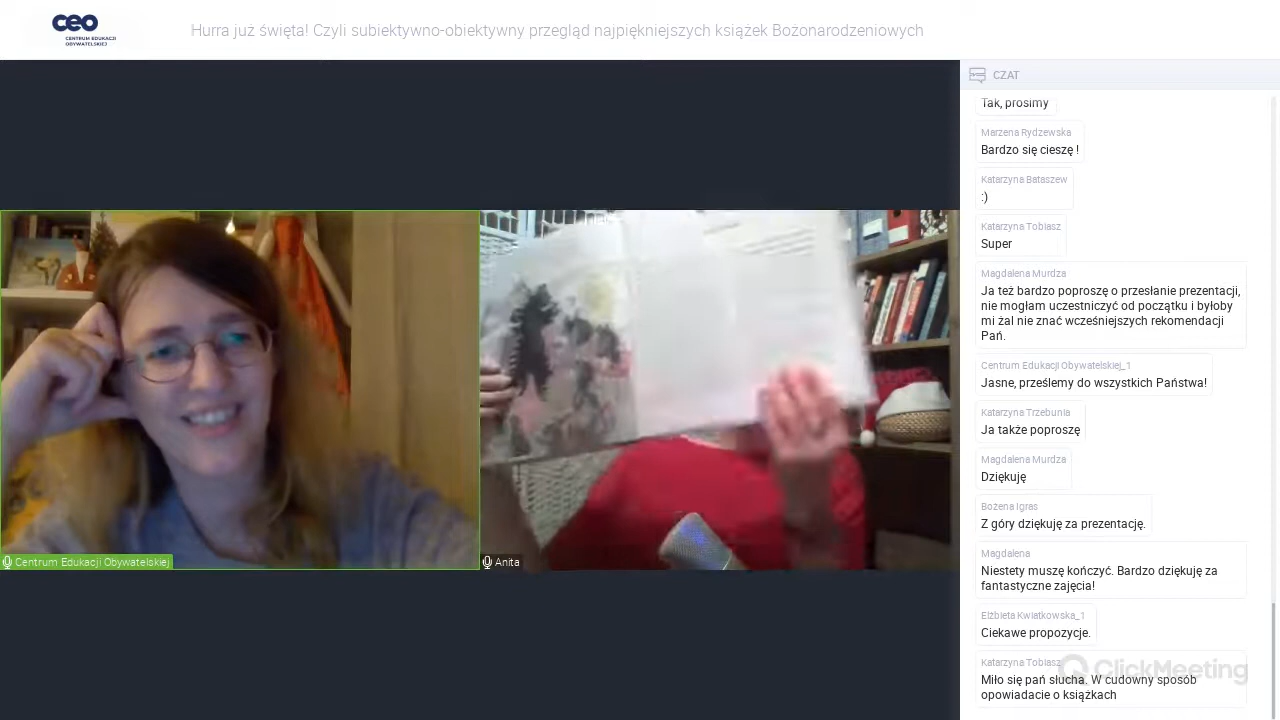 ceo
CENTRUM EDUKACJI
OBYWATELSKIEJ
Hurra już święta! Czyli subiektywno-obiektywny przegląd najpiękniejszych książek Bożonarodzeniowych
CZAT
Tak, prosimy
Marzena Rydzewska
Bardzo się cieszę !
Katarzyna Bataszew
:)
Katarzyna Tobiasz
Super
Magdalena Murdza
Ja też bardzo poproszę o przesłanie prezentacji,
nie mogłam uczestniczyć od początku i byłoby
mi żal nie znać wcześniejszych rekomendacji
Pań.
Centrum Edukacji Obywatelskiej_1
Jasne, prześlemy do wszystkich Państwa!
Katarzyna Trzebunia
Ja także poproszę
Magdalena Murdza
Dziękuję
Bożena Igras
Z góry dziękuję za prezentację.
Magdalena
Niestety muszę kończyć. Bardzo dziękuję za
fantastyczne zajęcia!
Elżbieta Kwiatkowska_1
Ciekawe propozycje.
Katarzyna Tobiasz
ClickMeeting
Miło się pań słucha. W cudowny sposób
opowiadacie o książkach
Centrum Edukacji Obywatelskiej
Anita